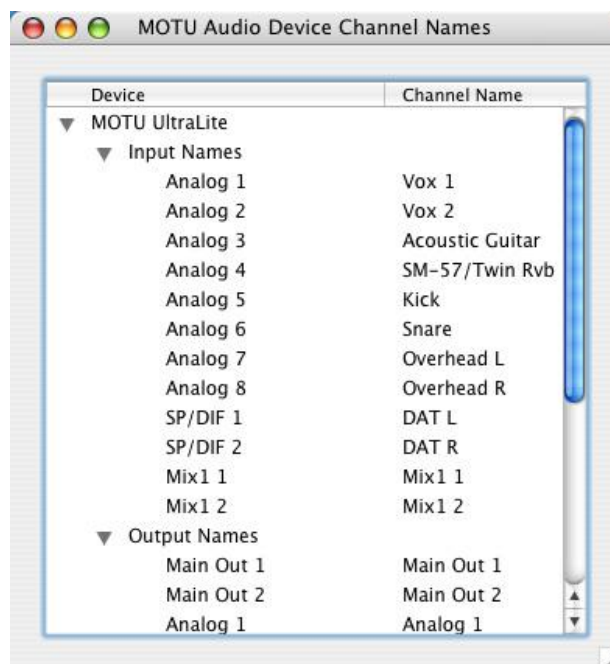 MOTU Audio Device Channel Names
Device Channel Name
MOTU UltraLite
Input Names
Analog 1 Vox 1
Analog 2 Vox 2
Analog 3 Acoustic Guitar
Analog 4 SM-57/Twin Rvb
Analog 5 Kick
Analog 6 Snare
Analog 7 Overhead L
Analog 8 Overhead R
SP/DIF 1 DAT L
SP/DIF 2 DAT R
Mix1 1 Mix1 1
Mix1 2 Mix1 2
Output Names
Main Out 1 Main Out 1
Main Out 2 Main Out 2
Analog 1 Analog 1